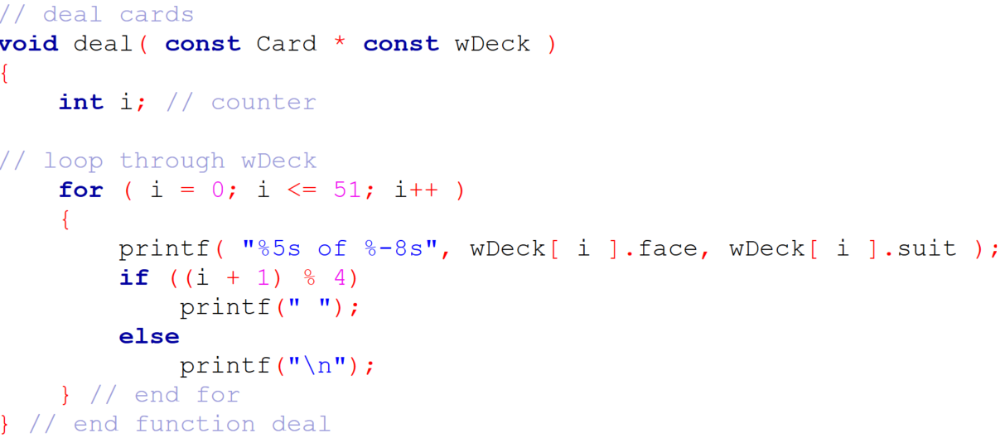 // deal cards
void deal( const Card * const wDeck )
{
    int i; // counter

// loop through wDeck
    for ( i = 0; i <= 51; i++ )
    {
        printf( "%5s of %-8s", wDeck[ i ].face, wDeck[ i ].suit );
        if ((i + 1) % 4)
            printf(" ");
        else
            printf("\n");
    } // end for
} // end function deal